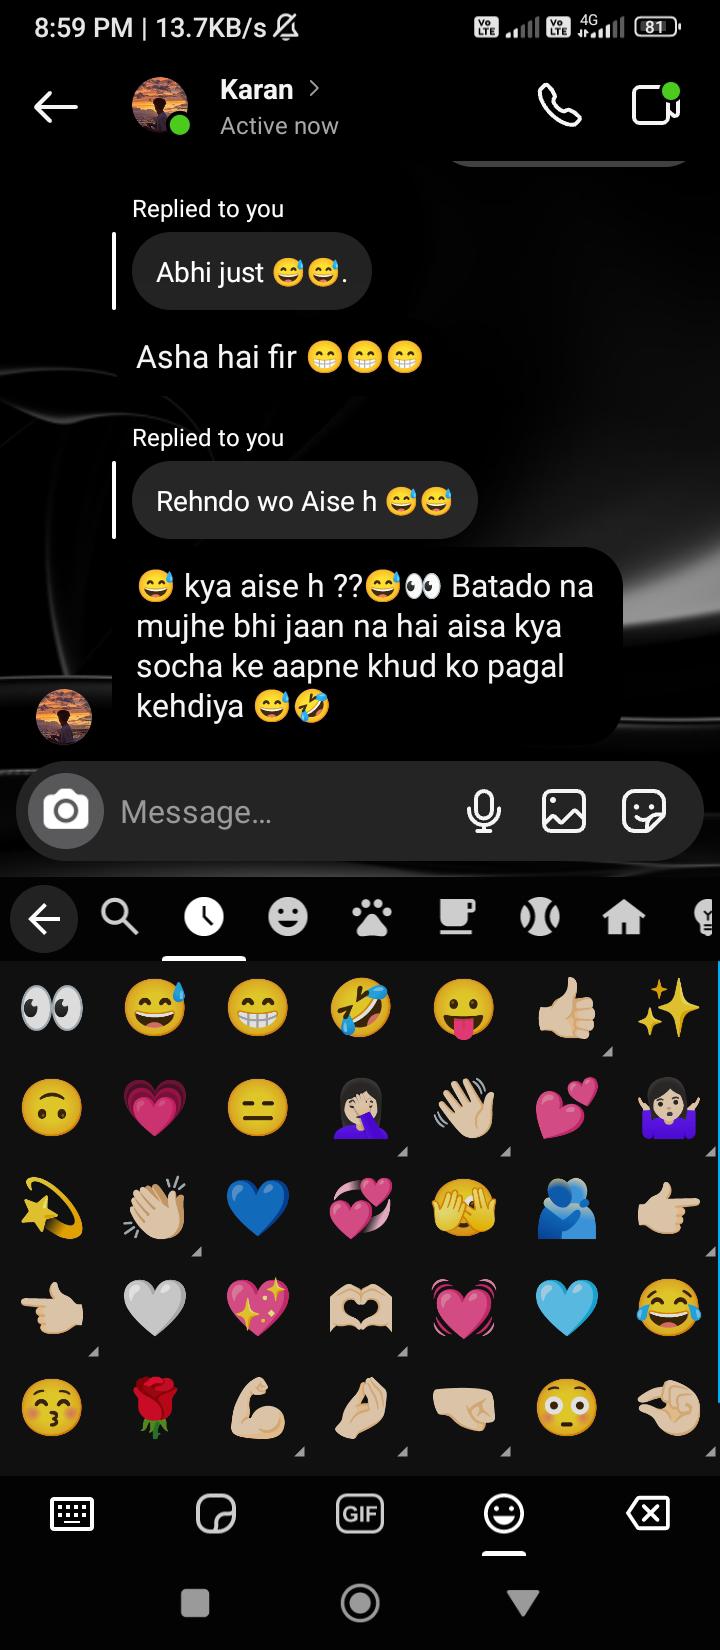 8:59 PM | 13.7KB/s
Vo LTE Vo LTE 4G 81
Karan
Active now
Replied to you
Abhi just 😅😅.
Asha hai fir 😁😁😁
Replied to you
Rehndo wo Aise h 😅😅
😅 kya aise h ??😅👀 Batado na
mujhe bhi jaan na hai aisa kya
socha ke aapne khud ko pagal
kehdiya 😅🤣
Message...
GIF